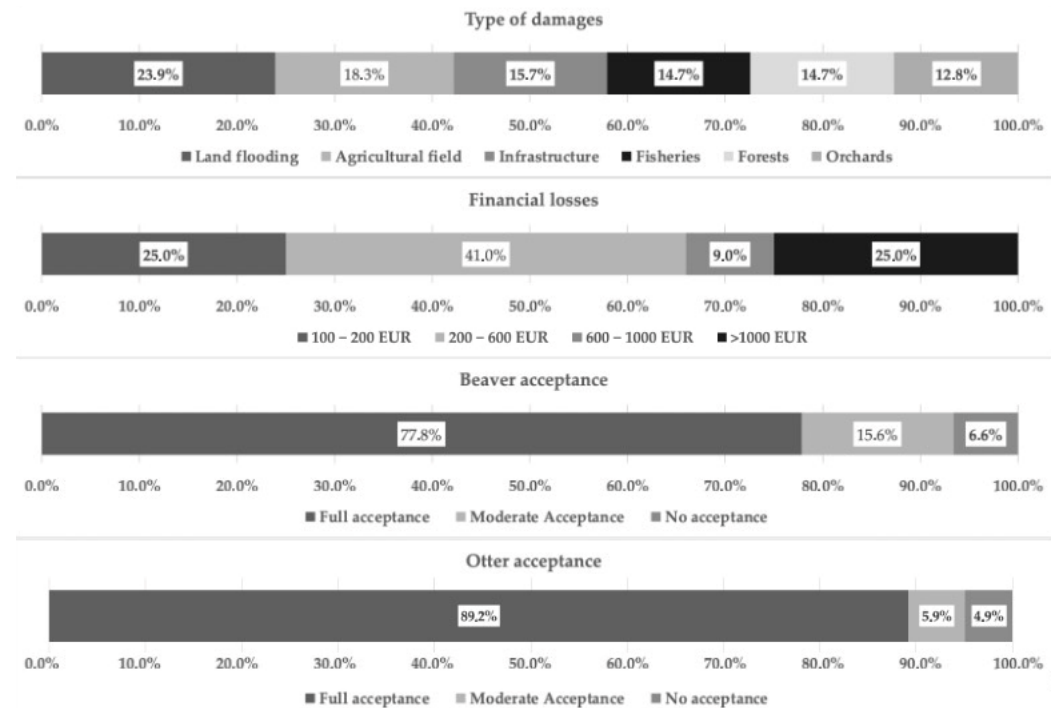 Type of damages
23.9% 18.3% 15.7% 14.7% 14.7% 12.8%
0.0% 10.0% 20.0% 30.0% 40.0% 50.0% 60.0% 70.0% 80.0% 90.0% 100.0%
Land flooding Agricultural field Infrastructure Fisheries Forests Orchards
Financial losses
25.0% 41.0% 9.0% 25.0%
0.0% 10.0% 20.0% 30.0% 40.0% 50.0% 60.0% 70.0% 80.0% 90.0% 100.0%
100 – 200 EUR 200 – 600 EUR 600 – 1000 EUR >1000 EUR
Beaver acceptance
77.8% 15.6% 6.6%
0.0% 10.0% 20.0% 30.0% 40.0% 50.0% 60.0% 70.0% 80.0% 90.0% 100.0%
Full acceptance Moderate Acceptance No acceptance
Otter acceptance
89.2% 5.9% 4.9%
0.0% 10.0% 20.0% 30.0% 40.0% 50.0% 60.0% 70.0% 80.0% 90.0% 100.0%
Full acceptance Moderate Acceptance No acceptance